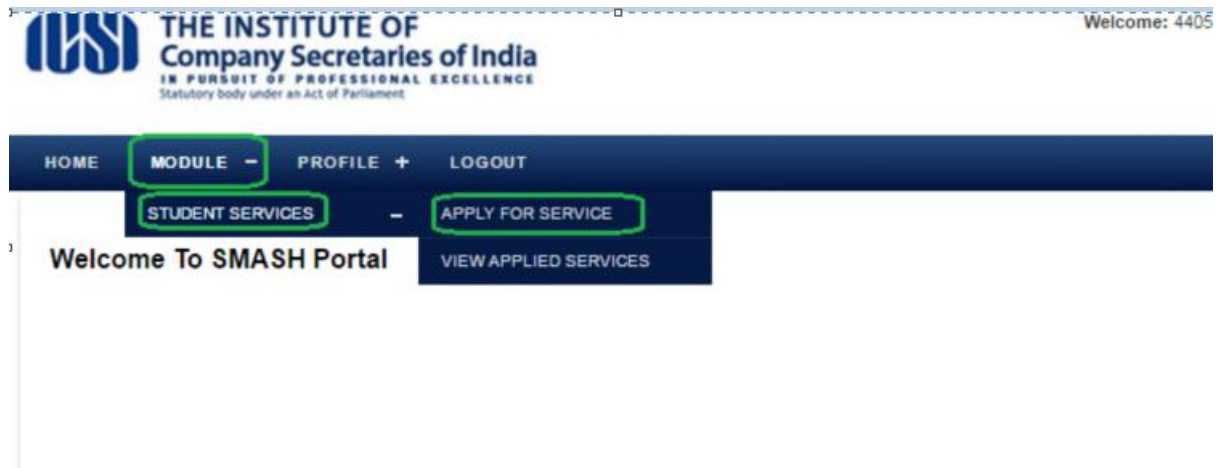 ICSI
THE INSTITUTE OF
Company Secretaries of India
IN PURSUIT OF PROFESSIONAL EXCELLENCE
Statutory body under an Act of Parliament
Welcome: 4405
HOME MODULE - PROFILE + LOGOUT
STUDENT SERVICES - APPLY FOR SERVICE
Welcome To SMASH Portal VIEW APPLIED SERVICES